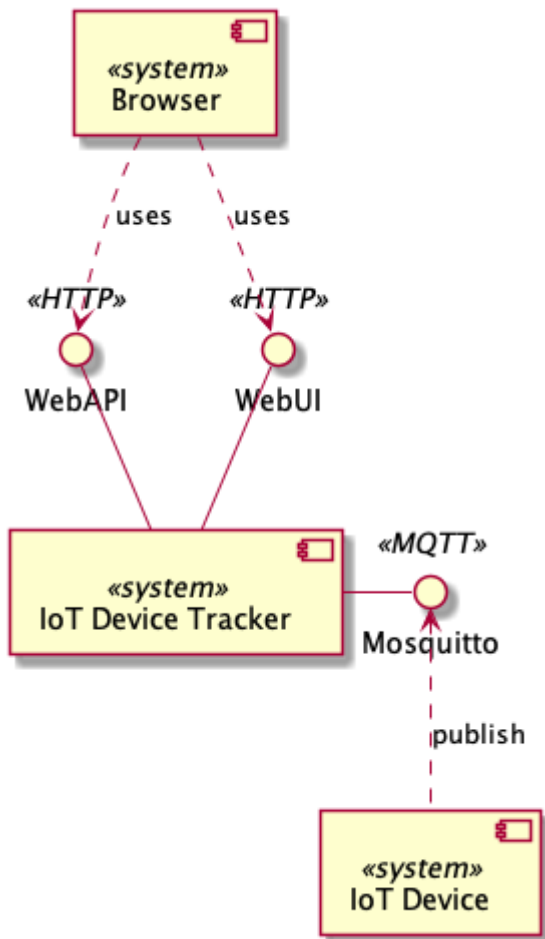 «system»
Browser
uses
uses
«HTTP»
«HTTP»
WebAPI
WebUI
«system»
IoT Device Tracker
«MQTT»
Mosquitto
publish
«system»
IoT Device